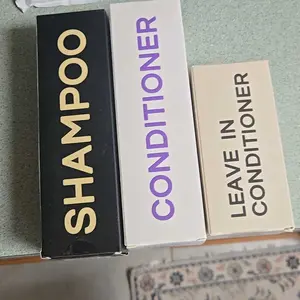 SHAMPOO
CONDITIONER
LEAVE IN
CONDITIONER